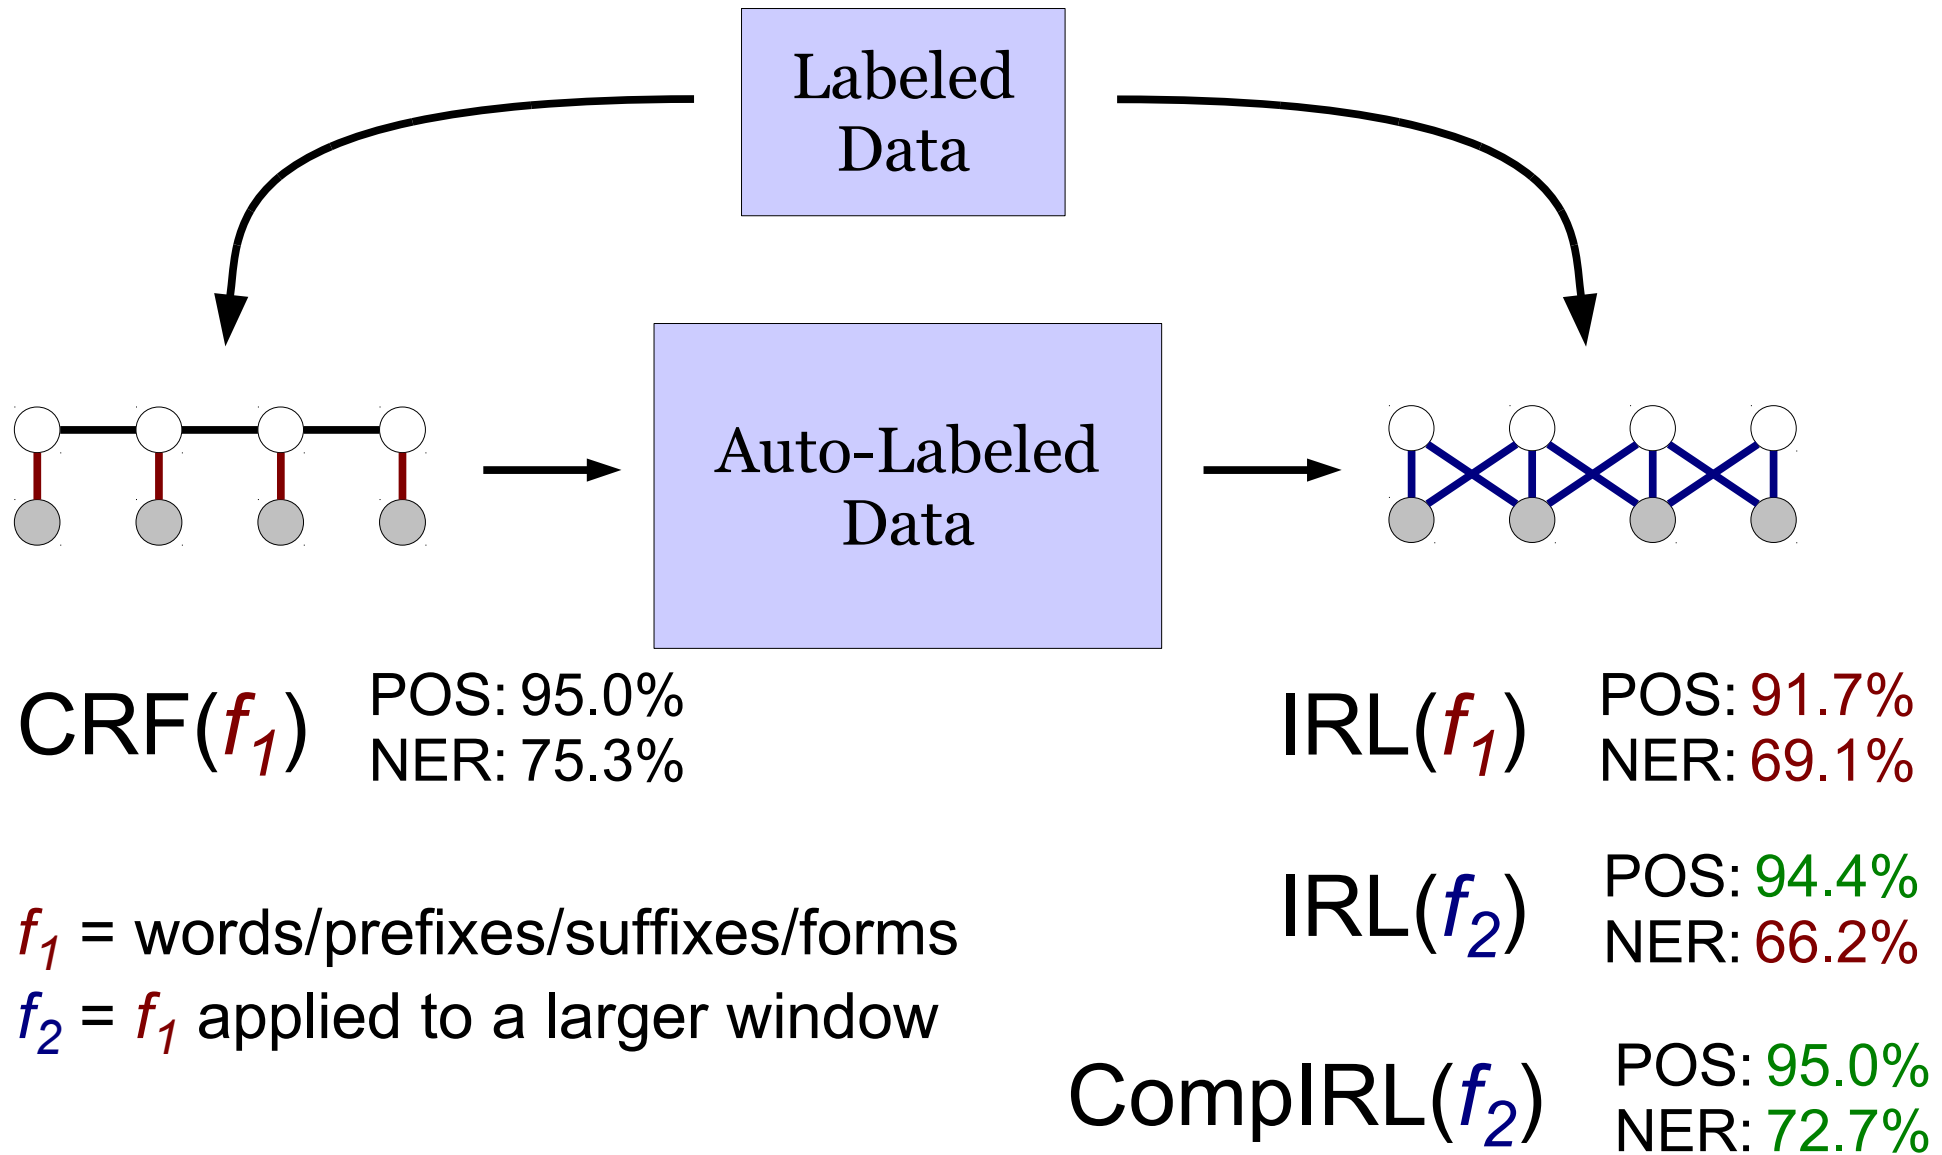 Labeled
Data
Auto-Labeled
Data
CRF(f1)
POS: 95.0%
NER: 75.3%
IRL(f1)
POS: 91.7%
NER: 69.1%
IRL(f2)
POS: 94.4%
NER: 66.2%
f1 = words/prefixes/suffixes/forms
f2 = f1 applied to a larger window
CompIRL(f2)
POS: 95.0%
NER: 72.7%